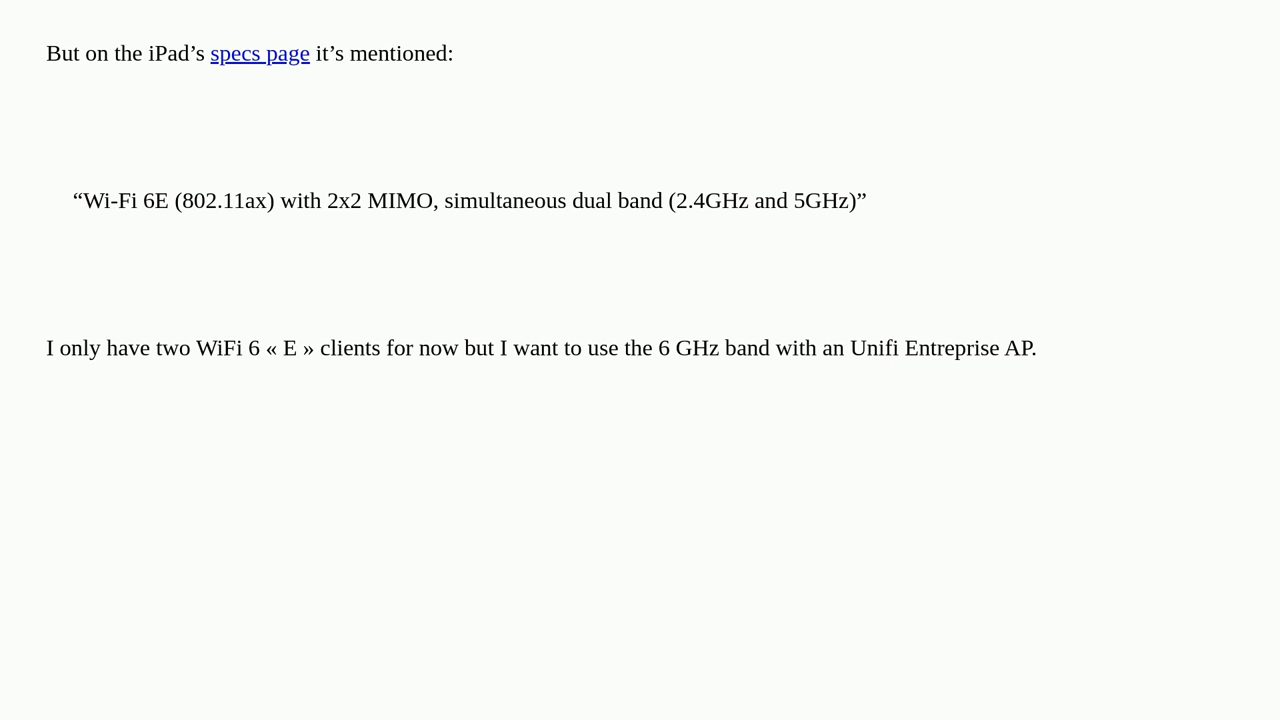 But on the iPad’s specs page it’s mentioned:
“Wi-Fi 6E (802.11ax) with 2x2 MIMO, simultaneous dual band (2.4GHz and 5GHz)”
I only have two WiFi 6 « E » clients for now but I want to use the 6 GHz band with an Unifi Entreprise AP.